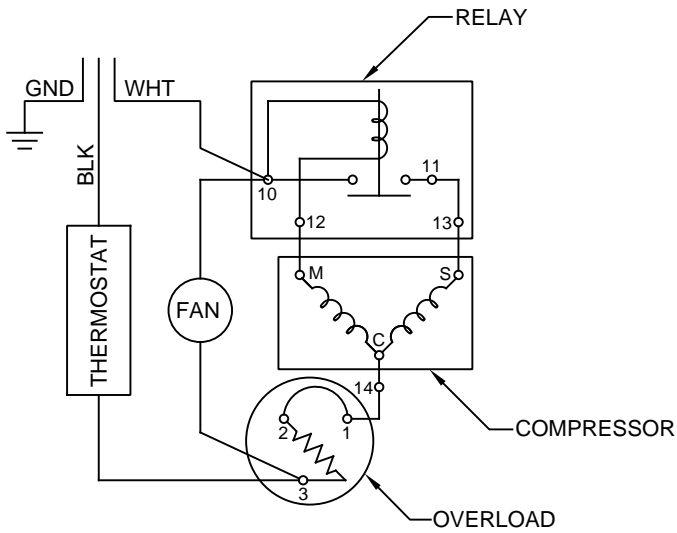 RELAY
GND
WHT
BLK
10
11
12
13
M
S
C
14
THERMOSTAT
FAN
2
1
3
COMPRESSOR
OVERLOAD